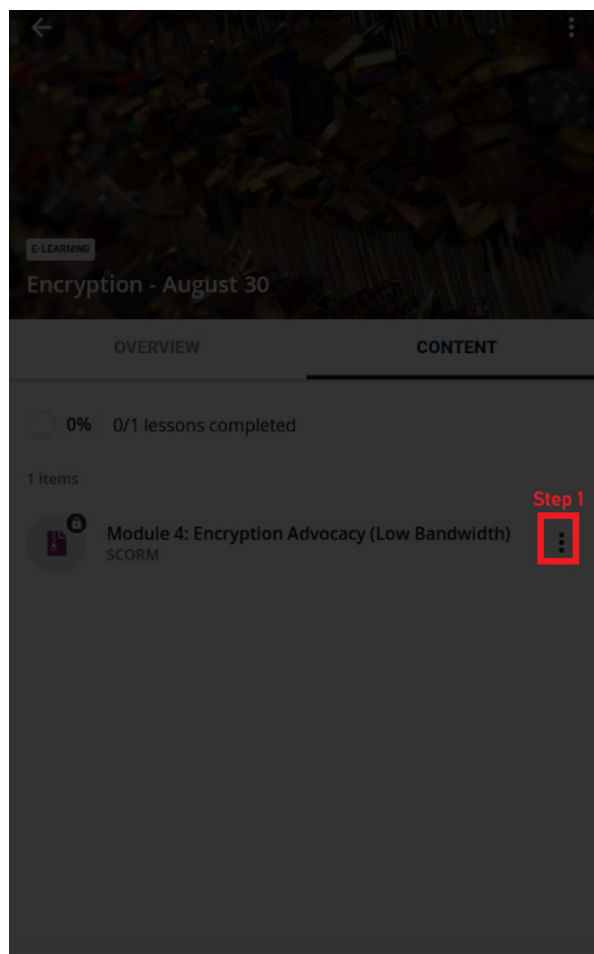 E-LEARNING
Encryption - August 30
OVERVIEW CONTENT
0% 0/1 lessons completed
1 items
Step 1
Module 4: Encryption Advocacy (Low Bandwidth)
SCORM